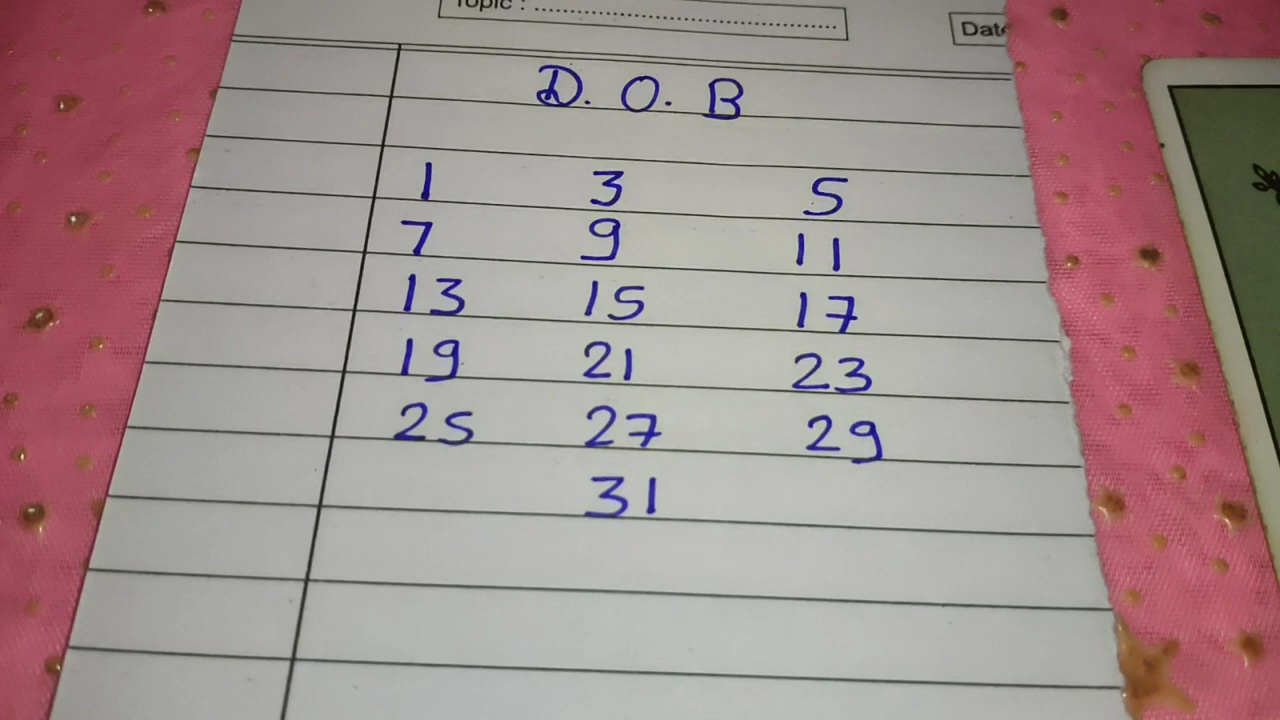 Topic : ................................................
Date
D. O. B
1 3 5
7 9 11
13 15 17
19 21 23
25 27 29
31